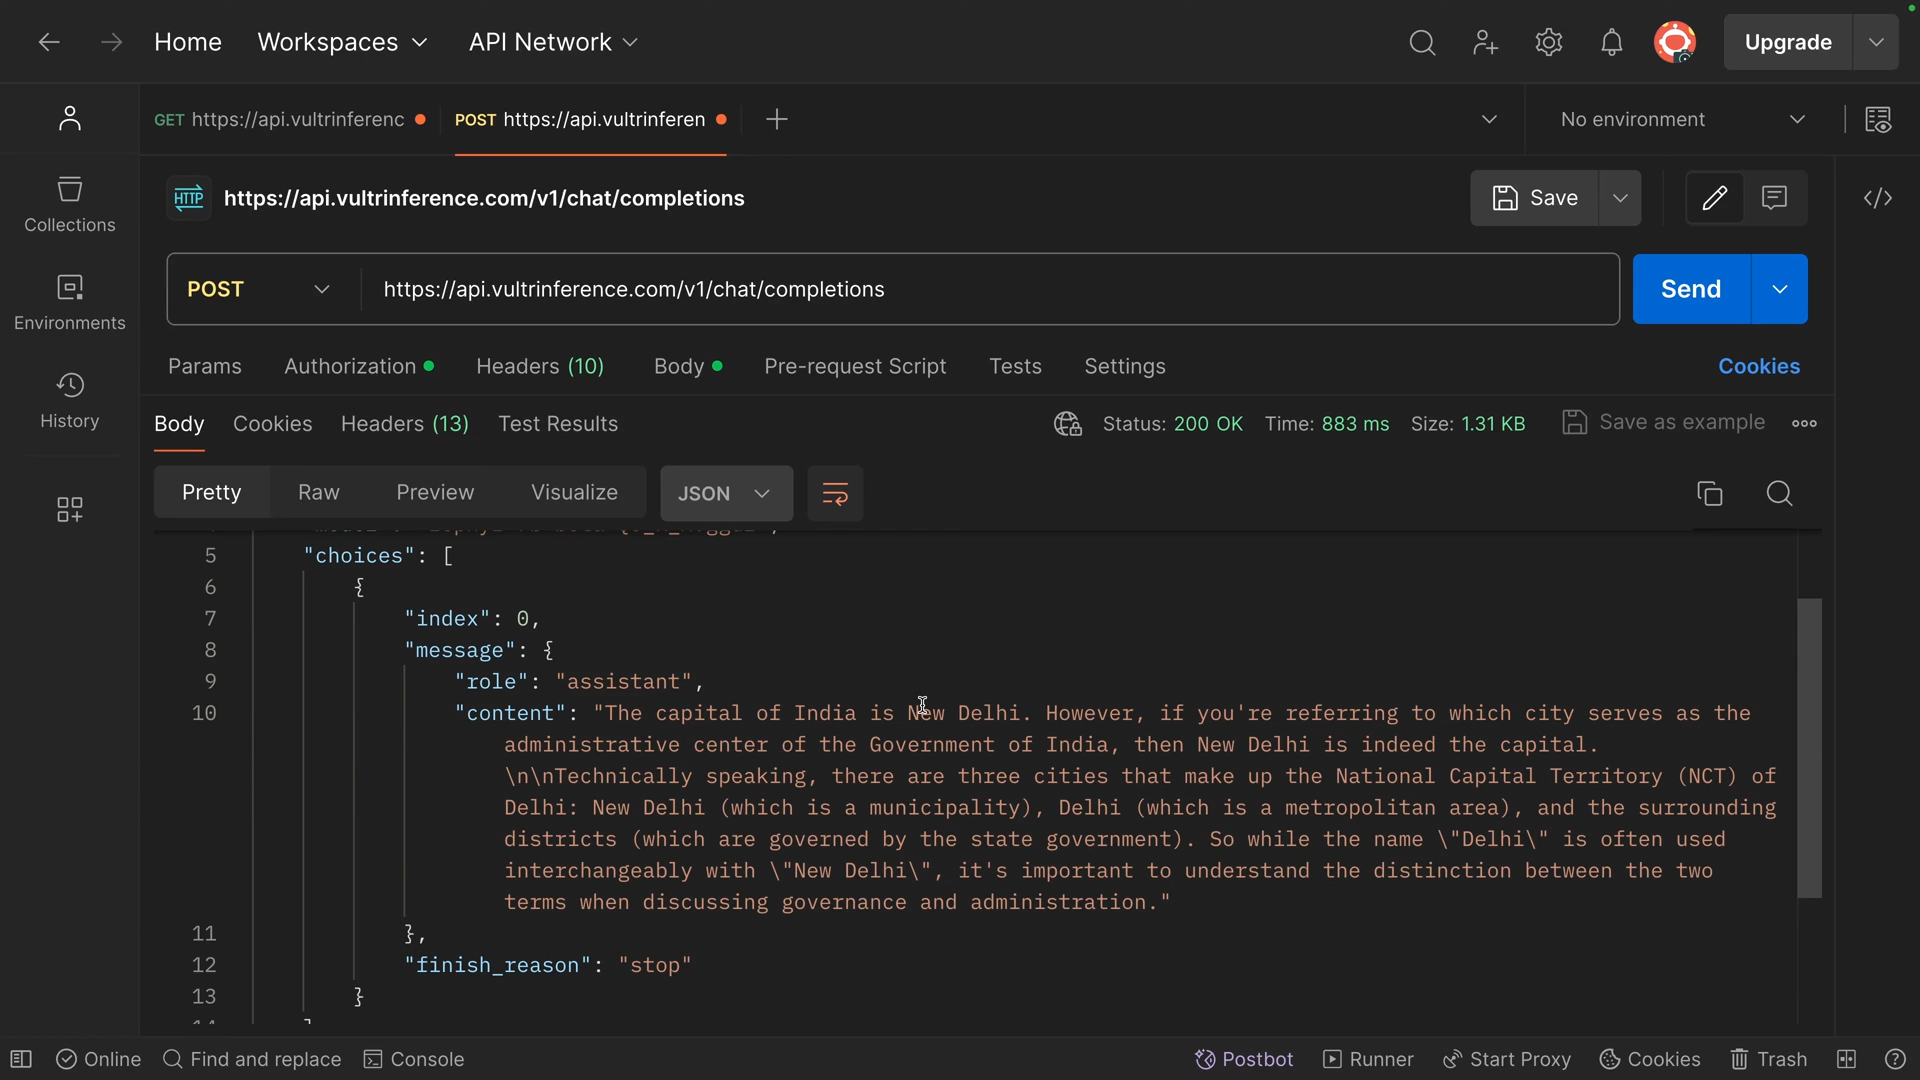 Home Workspaces API Network Upgrade
GET https://api.vultrinferenc POST https://api.vultrinferen No environment
HTTP https://api.vultrinference.com/v1/chat/completions Save
Collections
Environments
History
POST https://api.vultrinference.com/v1/chat/completions Send
Params Authorization Headers (10) Body Pre-request Script Tests Settings Cookies
Body Cookies Headers (13) Test Results Status: 200 OK Time: 883 ms Size: 1.31 KB Save as example
Pretty Raw Preview Visualize JSON
5 "choices": [
6 {
7 "index": 0,
8 "message": {
9 "role": "assistant",
10 "content": "The capital of India is New Delhi. However, if you're referring to which city serves as the
administrative center of the Government of India, then New Delhi is indeed the capital.
\n\nTechnically speaking, there are three cities that make up the National Capital Territory (NCT) of
Delhi: New Delhi (which is a municipality), Delhi (which is a metropolitan area), and the surrounding
districts (which are governed by the state government). So while the name \"Delhi\" is often used
interchangeably with \"New Delhi\", it's important to understand the distinction between the two
terms when discussing governance and administration."
11 },
12 "finish_reason": "stop"
13 }
Online Find and replace Console Postbot Runner Start Proxy Cookies Trash